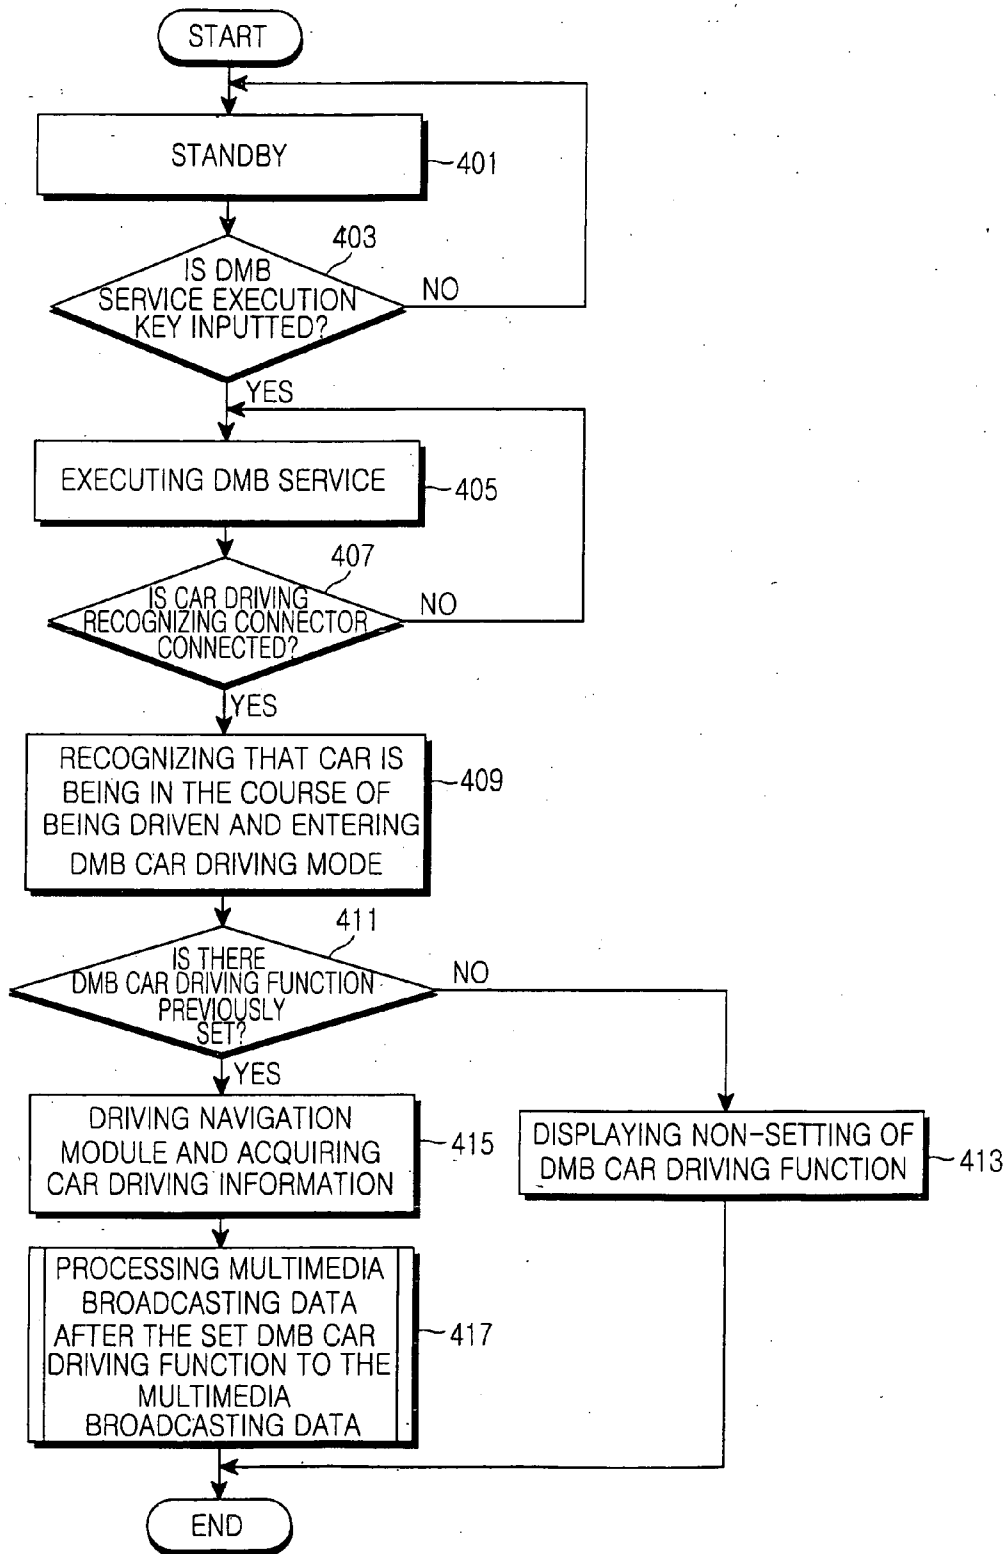 START
STANDBY
401
403
IS DMB
SERVICE EXECUTION
KEY INPUTTED?
NO
YES
EXECUTING DMB SERVICE
405
407
IS CAR DRIVING
RECOGNIZING CONNECTOR
CONNECTED?
NO
YES
RECOGNIZING THAT CAR IS
BEING IN THE COURSE OF
BEING DRIVEN AND ENTERING
DMB CAR DRIVING MODE
409
411
IS THERE
DMB CAR DRIVING FUNCTION
PREVIOUSLY
SET?
NO
YES
DRIVING NAVIGATION
MODULE AND ACQUIRING
CAR DRIVING INFORMATION
415
DISPLAYING NON-SETTING OF
DMB CAR DRIVING FUNCTION
413
PROCESSING MULTIMEDIA
BROADCASTING DATA
AFTER THE SET DMB CAR
DRIVING FUNCTION TO THE
MULTIMEDIA
BROADCASTING DATA
417
END